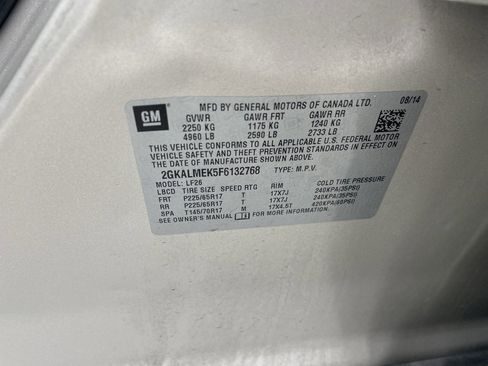 GM
MFD BY GENERAL MOTORS OF CANADA LTD. 08/14
GVWR GAWR FRT GAWR RR
2250 KG 1175 KG 1240 KG
4960 LB 2590 LB 2733 LB
THIS VEHICLE CONFORMS TO ALL APPLICABLE U.S. FEDERAL MOTOR
VEHICLE SAFETY AND THEFT PREVENTION STANDARDS IN EFFECT ON
THE DATE OF MANUFACTURE SHOWN ABOVE.
2GKALMEK5F6132768 TYPE: M.P.V.
MODEL: LF26
LBCD TIRE SIZE SPEED RTG RIM COLD TIRE PRESSURE
FRT P225/65R17 T 17X7J 240KPA(35PSI)
RR P225/65R17 T 17X7J 240KPA(35PSI)
SPA T145/70R17 M 17X4.5T 420KPA(60PSI)
SEE OWNER'S MANUAL FOR MORE INFORMATION.